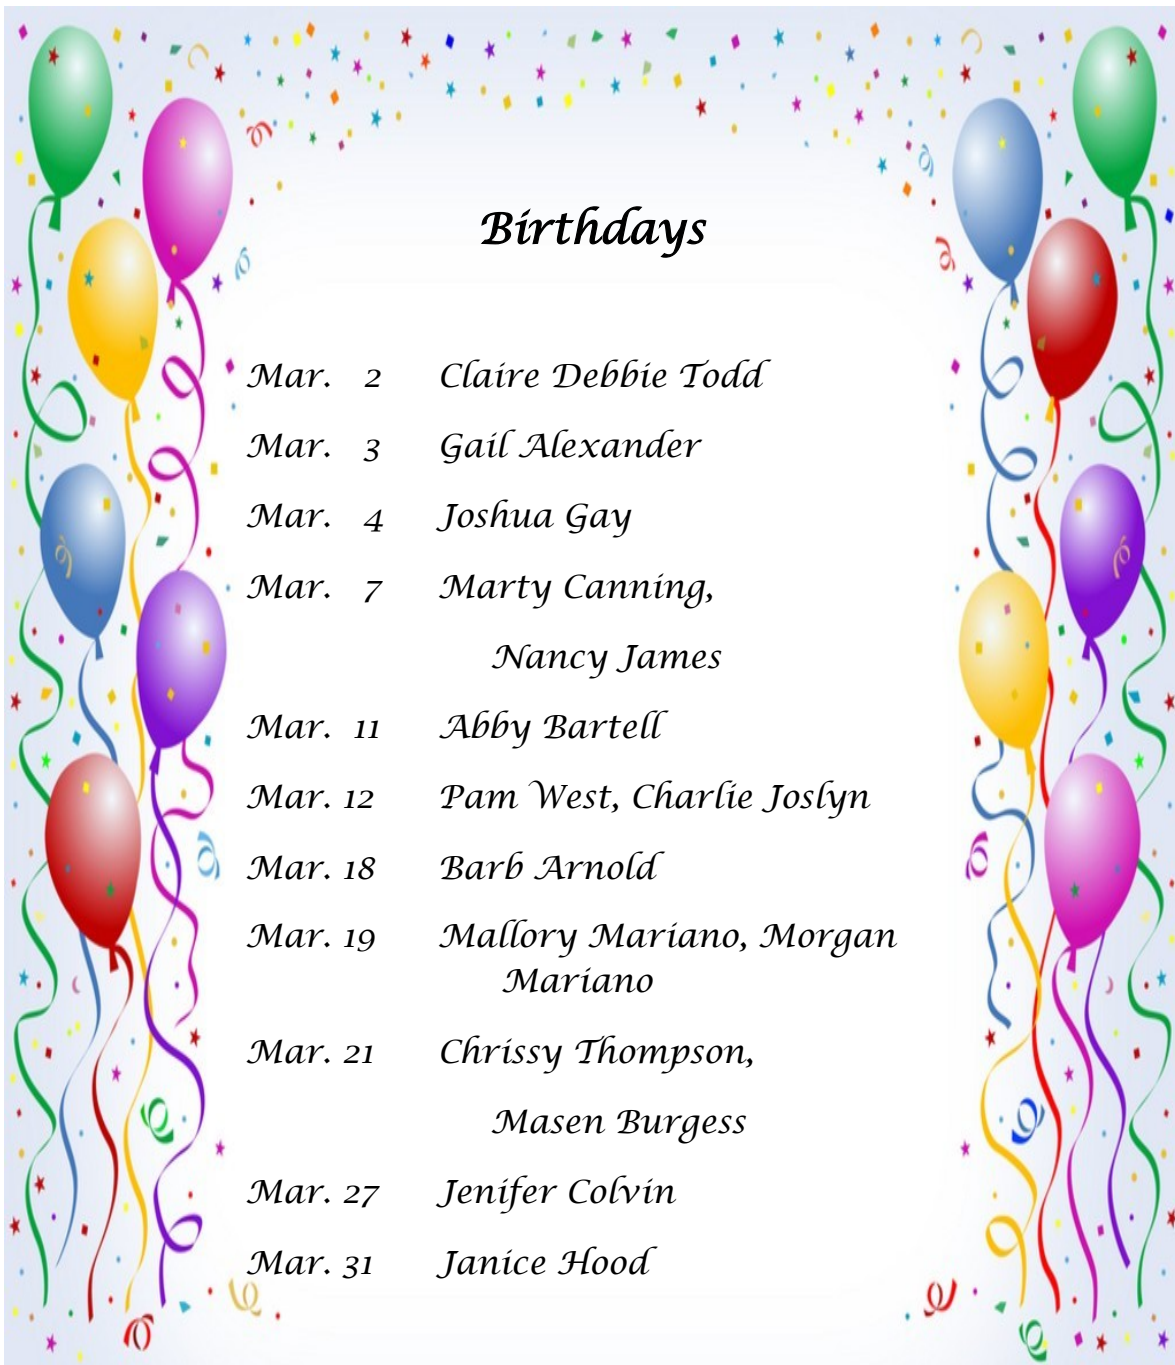 Birthdays
Mar. 2 Claire Debbie Todd
Mar. 3 Gail Alexander
Mar. 4 Joshua Gay
Mar. 7 Marty Canning,
Nancy James
Mar. 11 Abby Bartell
Mar. 12 Pam West, Charlie Joslyn
Mar. 18 Barb Arnold
Mar. 19 Mallory Mariano, Morgan
Mariano
Mar. 21 Chrissy Thompson,
Masen Burgess
Mar. 27 Jenifer Colvin
Mar. 31 Janice Hood